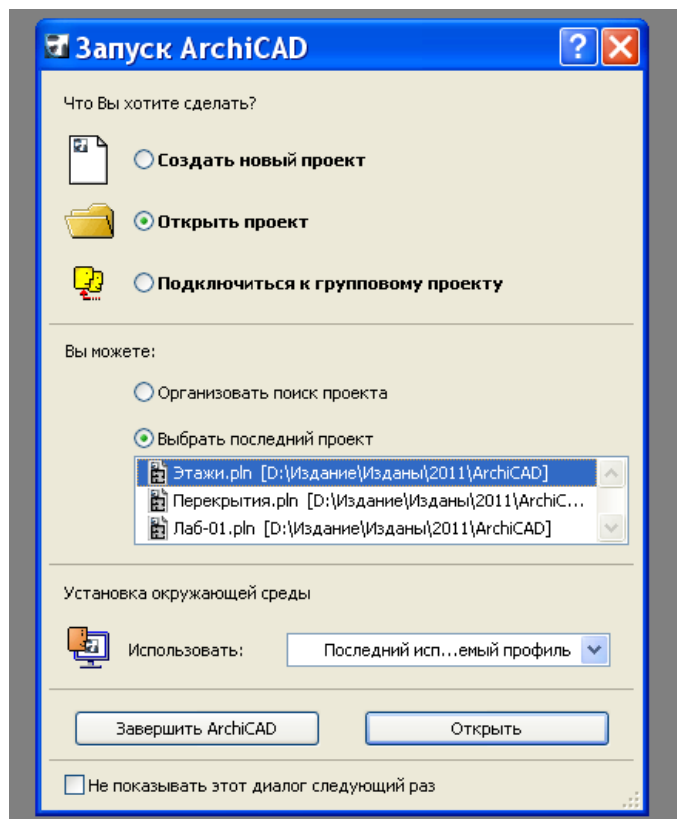 Запуск ArchiCAD
Что Вы хотите сделать?
Создать новый проект
Открыть проект
Подключиться к групповому проекту
Вы можете:
Организовать поиск проекта
Выбрать последний проект
Этажи.pln [D:\Издание\Изданы\2011\ArchiCAD]
Перекрытия.pln [D:\Издание\Изданы\2011\ArchiC...
Лаб-01.pln [D:\Издание\Изданы\2011\ArchiCAD]
Установка окружающей среды
Использовать: Последний исп...емый профиль
Завершить ArchiCAD Открыть
Не показывать этот диалог следующий раз